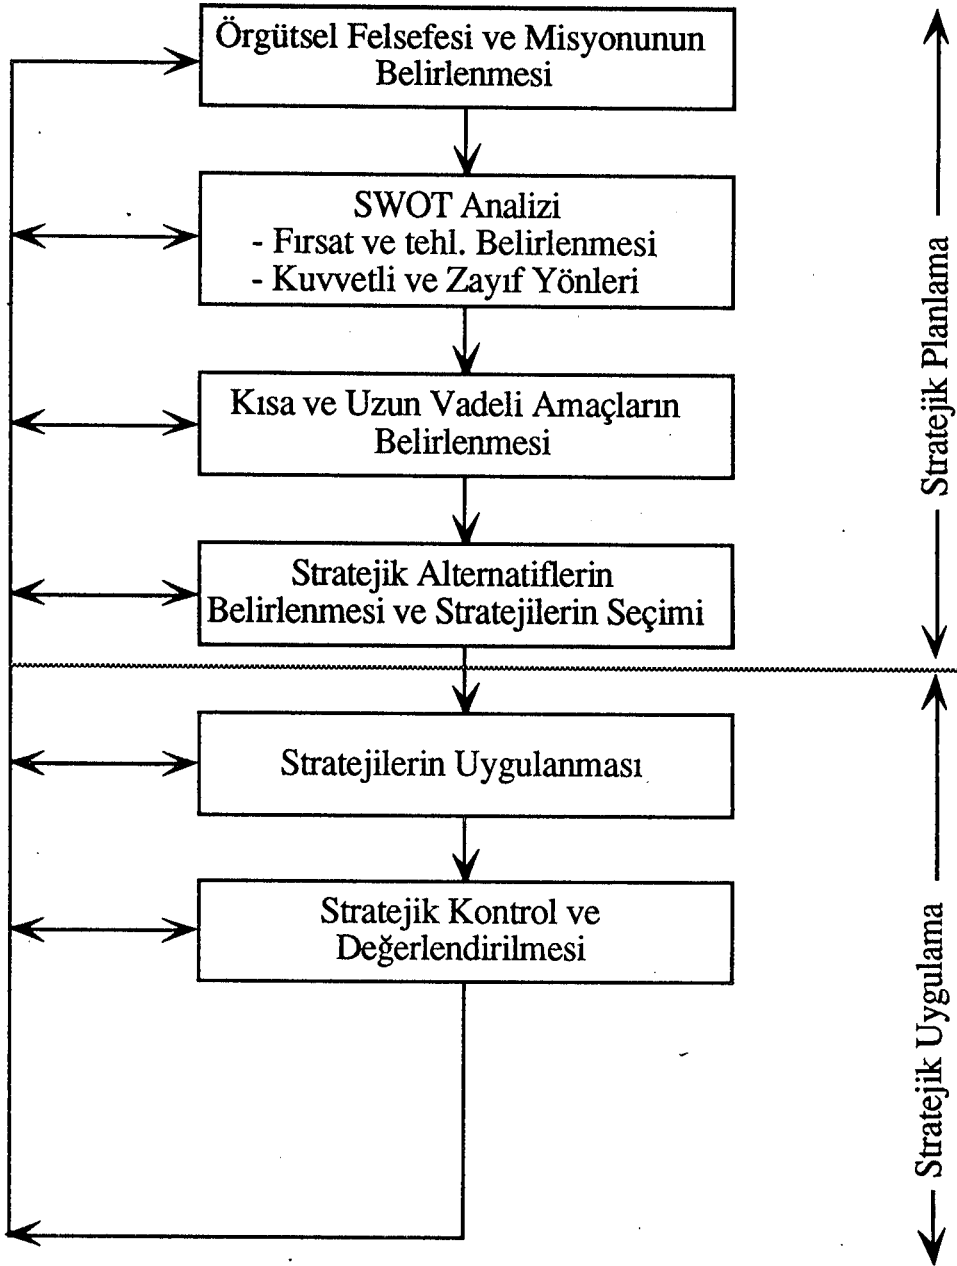 Örgütsel Felsefesi ve Misyonunun
Belirlenmesi
SWOT Analizi
- Fırsat ve tehl. Belirlenmesi
- Kuvvetli ve Zayıf Yönleri
Kısa ve Uzun Vadeli Amaçların
Belirlenmesi
Stratejik Alternatiflerin
Belirlenmesi ve Stratejilerin Seçimi
Stratejik Planlama
Stratejilerin Uygulanması
Stratejik Kontrol ve
Değerlendirilmesi
Stratejik Uygulama